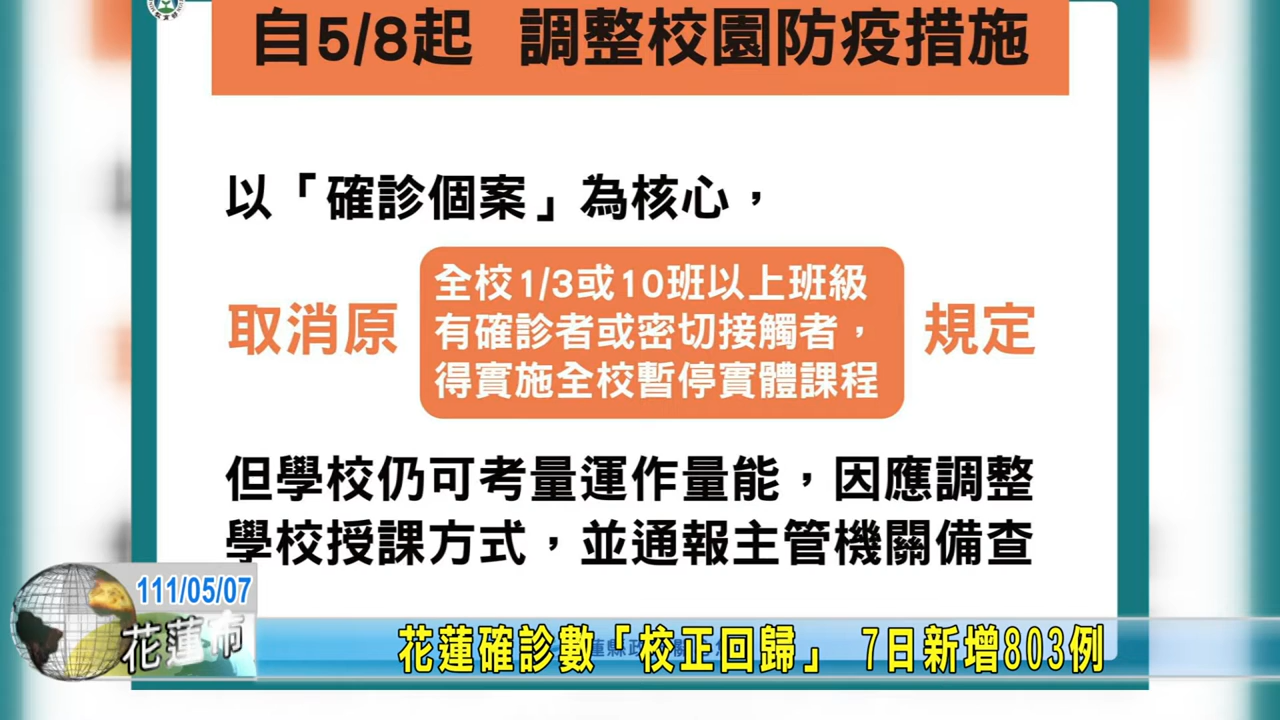 自5/8起 調整校園防疫措施
以「確診個案」為核心，
取消原
全校1/3或10班以上班級
有確診者或密切接觸者，
得實施全校暫停實體課程
規定
但學校仍可考量運作量能，因應調整
學校授課方式，並通報主管機關備查
111/05/07
花蓮市
花蓮確診數「校正回歸」 7日新增803例